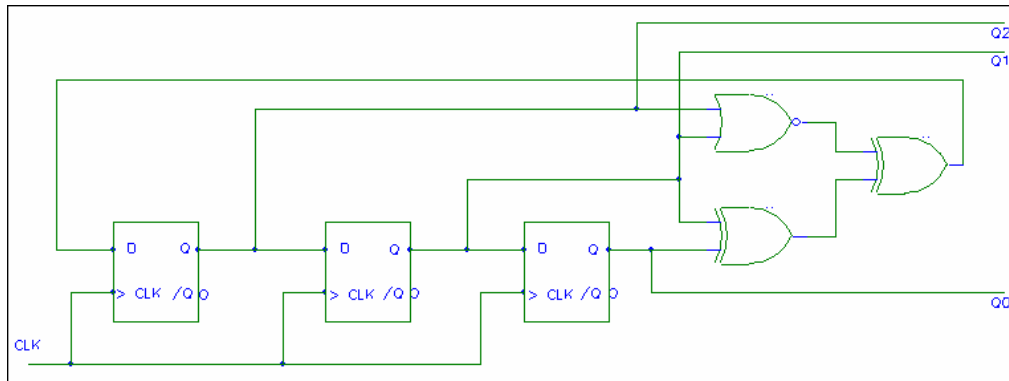 Q2
Q1
D Q D Q D Q
> CLK /Q > CLK /Q > CLK /Q
Q0
CLK